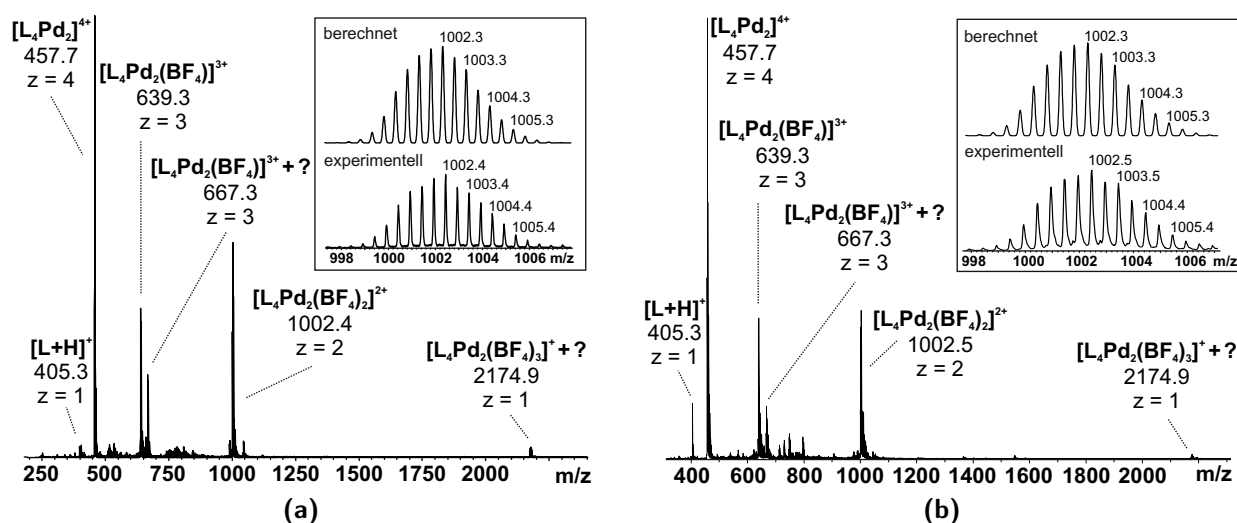 [L₄Pd₂]⁴⁺
457.7
z = 4
[L₄Pd₂(BF₄)]³⁺
639.3
z = 3
[L₄Pd₂(BF₄)]³⁺ + ?
667.3
z = 3
[L+H]⁺
405.3
z = 1
[L₄Pd₂(BF₄)₂]²⁺
1002.4
z = 2
[L₄Pd₂(BF₄)₃]⁺ + ?
2174.9
z = 1
berechnet
1002.3
1003.3
1004.3
1005.3
experimentell
1002.4
1003.4
1004.4
1005.4
998 1000 1002 1004 1006 m/z
250 500 750 1000 1250 1500 1750 2000 m/z
(a)
[L₄Pd₂]⁴⁺
457.7
z = 4
[L₄Pd₂(BF₄)]³⁺
639.3
z = 3
[L₄Pd₂(BF₄)]³⁺ + ?
667.3
z = 3
[L+H]⁺
405.3
z = 1
[L₄Pd₂(BF₄)₂]²⁺
1002.5
z = 2
[L₄Pd₂(BF₄)₃]⁺ + ?
2174.9
z = 1
berechnet
1002.3
1003.3
1004.3
1005.3
experimentell
1002.5
1003.5
1004.4
1005.4
998 1000 1002 1004 1006 m/z
400 600 800 1000 1200 1400 1600 1800 2000 m/z
(b)